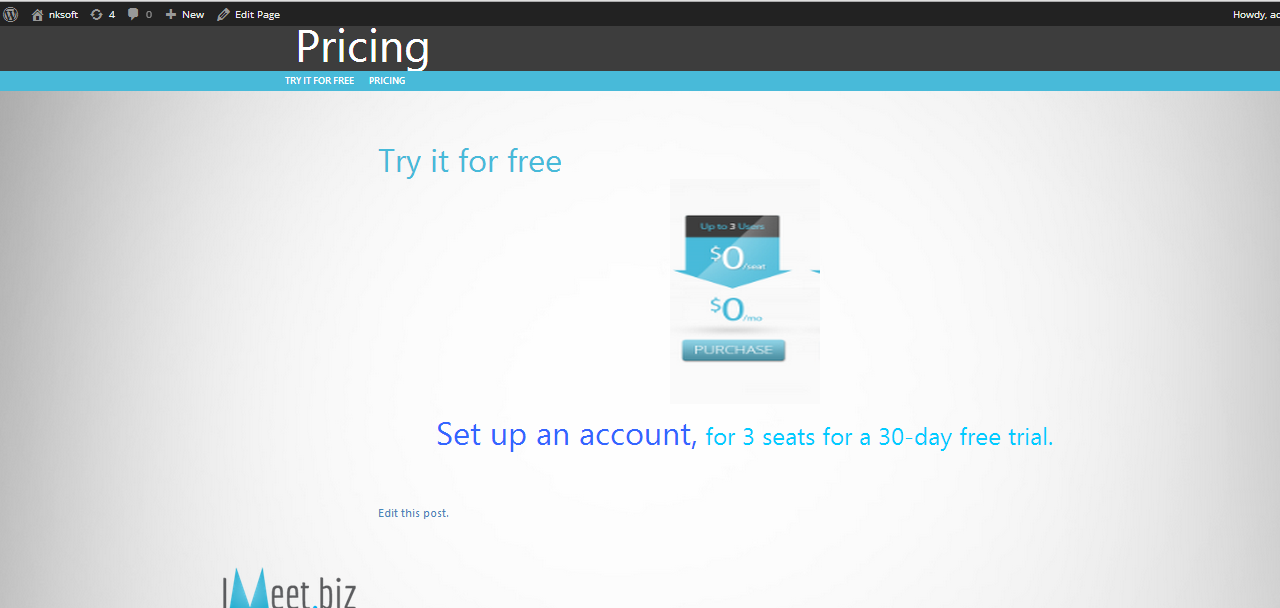 nksoft 4 0 New Edit Page Howdy, ac
Pricing
TRY IT FOR FREE PRICING
Try it for free
Up to 3 Users
$0/seat
$0/mo
PURCHASE
Set up an account, for 3 seats for a 30-day free trial.
Edit this post.
IMeet.biz